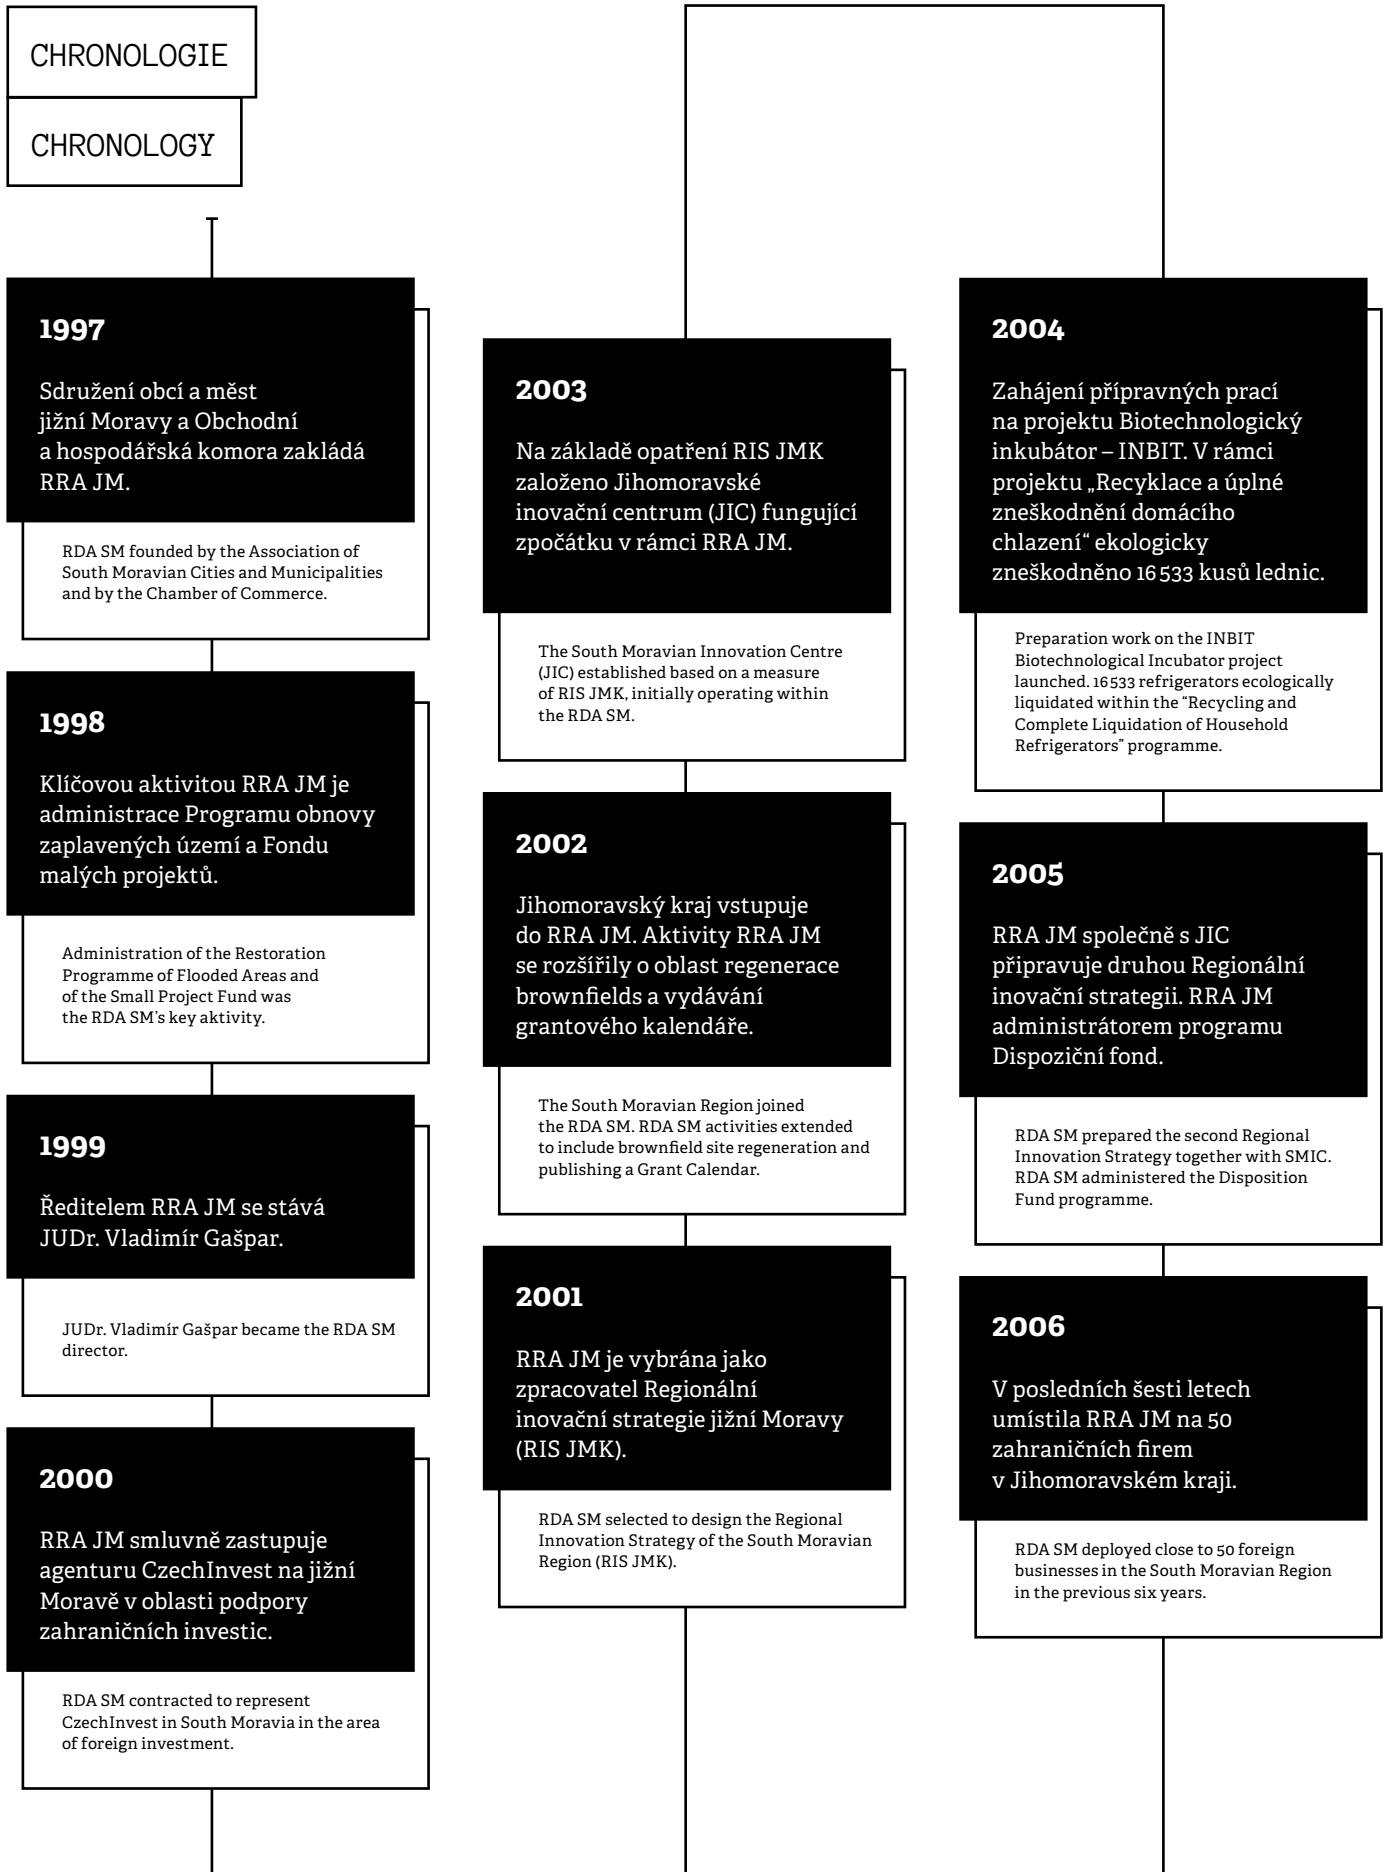 CHRONOLOGIE
CHRONOLOGY
1997
Sdružení obcí a měst
jižní Moravy a Obchodní
a hospodářská komora zakládá
RRA JM.
RDA SM founded by the Association of
South Moravian Cities and Municipalities
and by the Chamber of Commerce.
1998
Klíčovou aktivitou RRA JM je
administrace Programu obnovy
zaplavených území a Fondu
malých projektů.
Administration of the Restoration
Programme of Flooded Areas and
of the Small Project Fund was
the RDA SM's key aktivity.
1999
Ředitelem RRA JM se stává
JUDr. Vladimír Gašpar.
JUDr. Vladimír Gašpar became the RDA SM
director.
2000
RRA JM smluvně zastupuje
agenturu CzechInvest na jižní
Moravě v oblasti podpory
zahraničních investic.
RDA SM contracted to represent
CzechInvest in South Moravia in the area
of foreign investment.
2003
Na základě opatření RIS JMK
založeno Jihomoravské
inovační centrum (JIC) fungující
zpočátku v rámci RRA JM.
The South Moravian Innovation Centre
(JIC) established based on a measure
of RIS JMK, initially operating within
the RDA SM.
2002
Jihomoravský kraj vstupuje
do RRA JM. Aktivity RRA JM
se rozšířily o oblast regenerace
brownfields a vydávání
grantového kalendáře.
The South Moravian Region joined
the RDA SM. RDA SM activities extended
to include brownfield site regeneration and
publishing a Grant Calendar.
2001
RRA JM je vybrána jako
zpracovatel Regionální
inovační strategie jižní Moravy
(RIS JMK).
RDA SM selected to design the Regional
Innovation Strategy of the South Moravian
Region (RIS JMK).
2004
Zahájení přípravných prací
na projektu Biotechnologický
inkubátor – INBIT. V rámci
projektu „Recyklace a úplné
zneškodnění domácího
chlazení“ ekologicky
zneškodněno 16 533 kusů lednic.
Preparation work on the INBIT
Biotechnological Incubator project
launched. 16 533 refrigerators ecologically
liquidated within the “Recycling and
Complete Liquidation of Household
Refrigerators” programme.
2005
RRA JM společně s JIC
připravuje druhou Regionální
inovační strategii. RRA JM
administrátorem programu
Dispoziční fond.
RDA SM prepared the second Regional
Innovation Strategy together with SMIC.
RDA SM administered the Disposition
Fund programme.
2006
V posledních šesti letech
umístila RRA JM na 50
zahraničních firem
v Jihomoravském kraji.
RDA SM deployed close to 50 foreign
businesses in the South Moravian Region
in the previous six years.